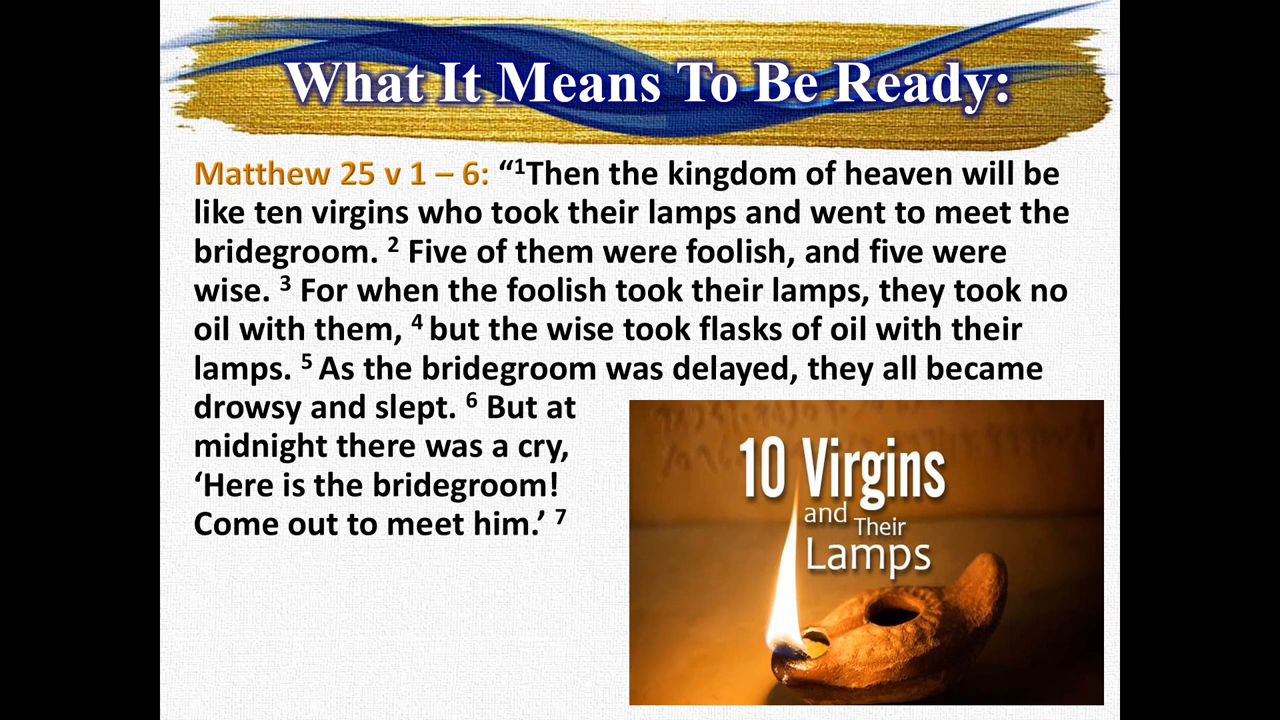 What It Means To Be Ready:
Matthew 25 v 1 – 6: “¹Then the kingdom of heaven will be
like ten virgins who took their lamps and went to meet the
bridegroom. ² Five of them were foolish, and five were
wise. ³ For when the foolish took their lamps, they took no
oil with them, ⁴ but the wise took flasks of oil with their
lamps. ⁵ As the bridegroom was delayed, they all became
drowsy and slept. ⁶ But at
midnight there was a cry,
‘Here is the bridegroom!
Come out to meet him.’ ⁷
10 Virgins
and Their
Lamps